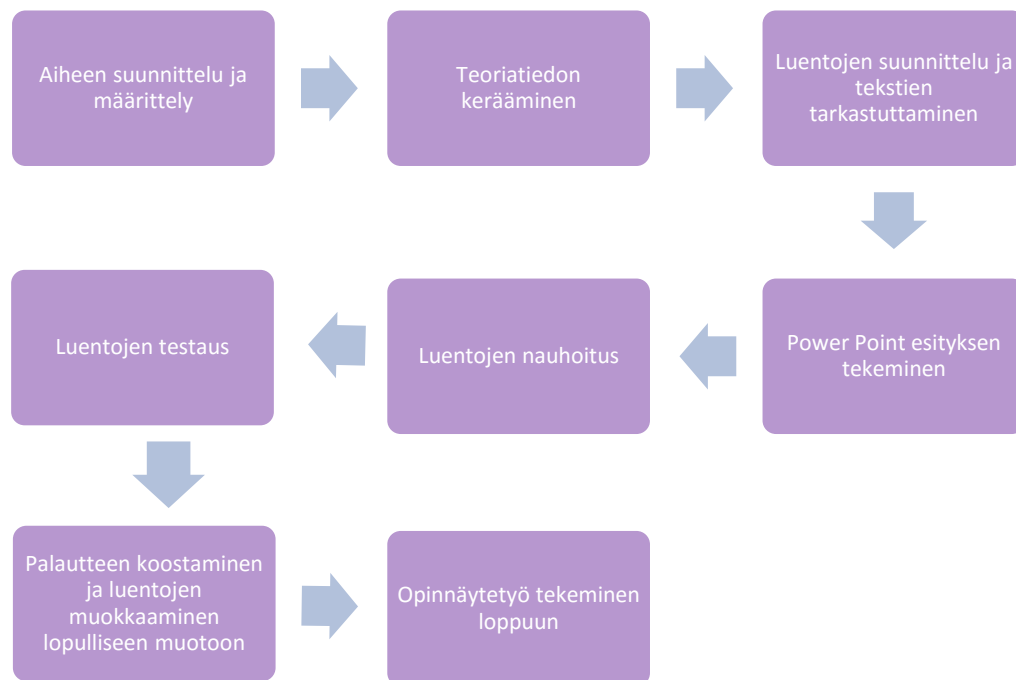 Aiheen suunnittelu ja
määrittely
Teoriatiedon
kerääminen
Luentojen suunnittelu ja
tekstien
tarkastuttaminen
Power Point esityksen
tekeminen
Luentojen nauhoitus
Luentojen testaus
Palautteen koostaminen
ja luentojen
muokkaaminen
lopulliseen muotoon
Opinnäytetyö tekeminen
loppuun